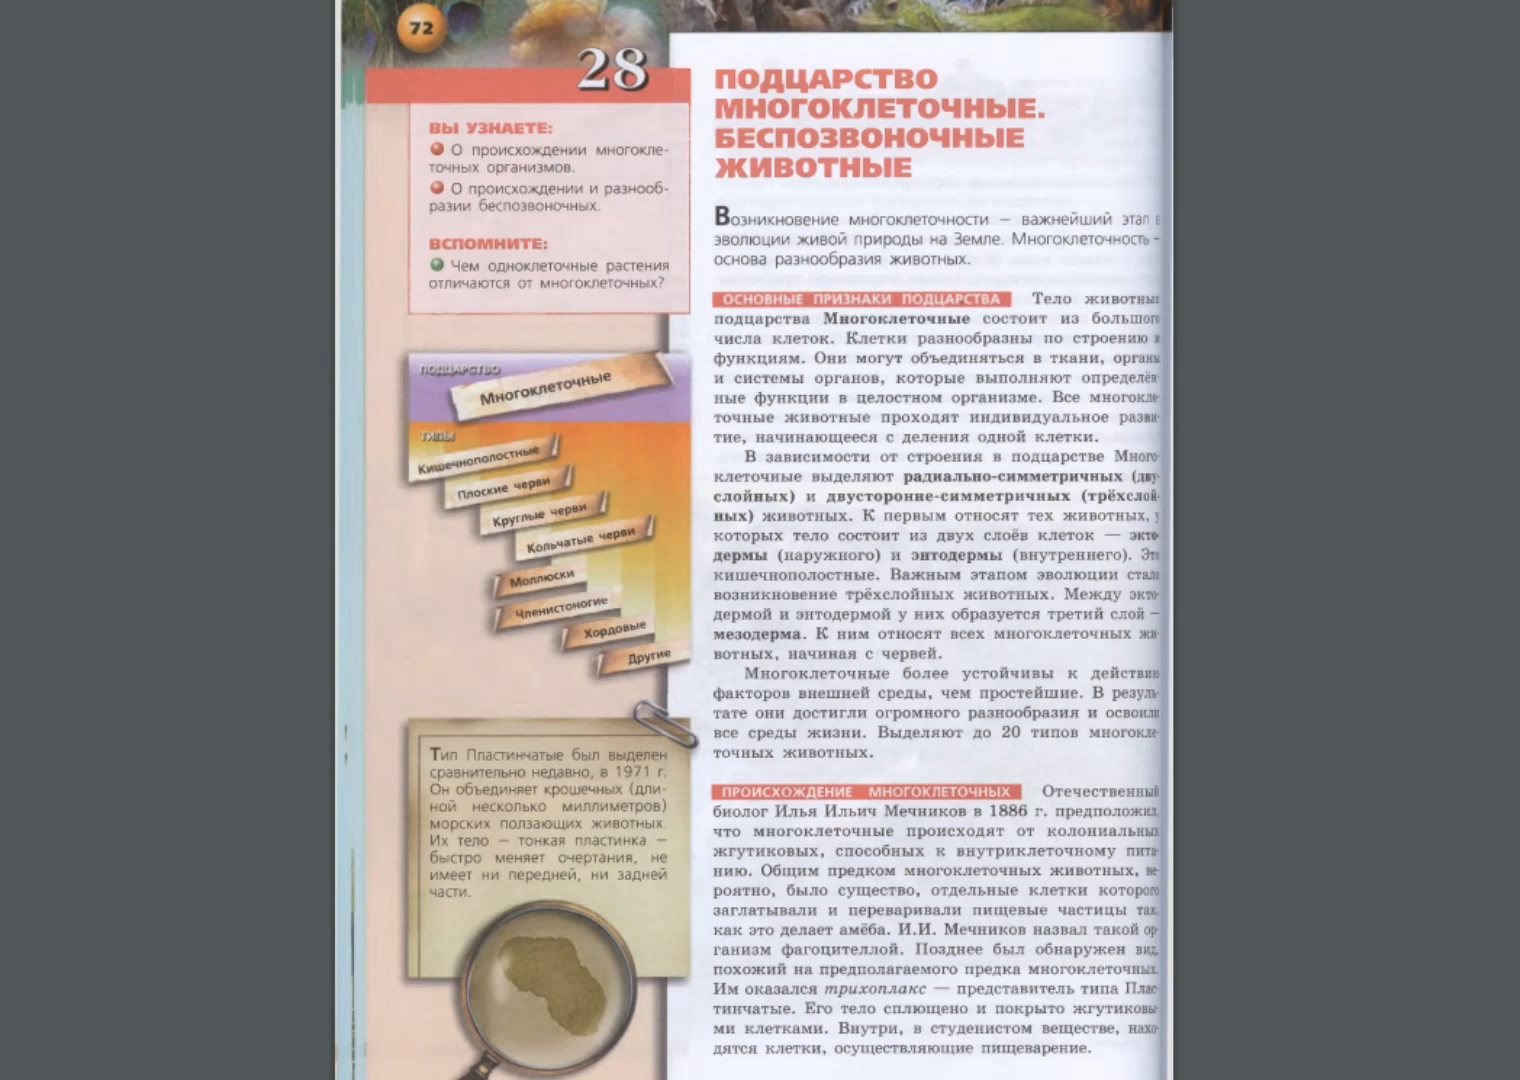 72
28
ВЫ УЗНАЕТЕ:
О происхождении многокле-
точных организмов.
О происхождении и разнооб-
разии беспозвоночных.
ВСПОМНИТЕ:
Чем одноклеточные растения
отличаются от многоклеточных?
ПОДЦАРСТВО
Многоклеточные
ТИПЫ
Кишечнополостные
Плоские черви
Круглые черви
Кольчатые черви
Моллюски
Членистоногие
Хордовые
Другие
Тип Пластинчатые был выделен
сравнительно недавно, в 1971 г.
Он объединяет крошечных (дли-
ной несколько миллиметров)
морских ползающих животных.
Их тело – тонкая пластинка –
быстро меняет очертания, не
имеет ни передней, ни задней
части.
ПОДЦАРСТВО
МНОГОКЛЕТОЧНЫЕ.
БЕСПОЗВОНОЧНЫЕ
ЖИВОТНЫЕ
Возникновение многоклеточности – важнейший этап в
эволюции живой природы на Земле. Многоклеточность –
основа разнообразия животных.
ОСНОВНЫЕ ПРИЗНАКИ ПОДЦАРСТВА Тело животных
подцарства Многоклеточные состоит из большого
числа клеток. Клетки разнообразны по строению и
функциям. Они могут объединяться в ткани, органы
и системы органов, которые выполняют определён-
ные функции в целостном организме. Все многокле-
точные животные проходят индивидуальное разви-
тие, начинающееся с деления одной клетки.
В зависимости от строения в подцарстве Много-
клеточные выделяют радиально-симметричных (дву-
слойных) и двусторонне-симметричных (трёхслой-
ных) животных. К первым относят тех животных, у
которых тело состоит из двух слоёв клеток — экто-
дермы (наружного) и энтодермы (внутреннего). Это
кишечнополостные. Важным этапом эволюции стало
возникновение трёхслойных животных. Между экто-
дермой и энтодермой у них образуется третий слой –
мезодерма. К ним относят всех многоклеточных жи-
вотных, начиная с червей.
Многоклеточные более устойчивы к действию
факторов внешней среды, чем простейшие. В резуль-
тате они достигли огромного разнообразия и освоили
все среды жизни. Выделяют до 20 типов многокле-
точных животных.
ПРОИСХОЖДЕНИЕ МНОГОКЛЕТОЧНЫХ Отечественный
биолог Илья Ильич Мечников в 1886 г. предположил,
что многоклеточные происходят от колониальных
жгутиковых, способных к внутриклеточному пита-
нию. Общим предком многоклеточных животных, ве-
роятно, было существо, отдельные клетки которого
заглатывали и переваривали пищевые частицы так,
как это делает амёба. И.И. Мечников назвал такой ор-
ганизм фагоцителлой. Позднее был обнаружен вид,
похожий на предполагаемого предка многоклеточных.
Им оказался трихоплакс — представитель типа Плас-
тинчатые. Его тело сплющено и покрыто жгутиковы-
ми клетками. Внутри, в студенистом веществе, нахо-
дятся клетки, осуществляющие пищеварение.